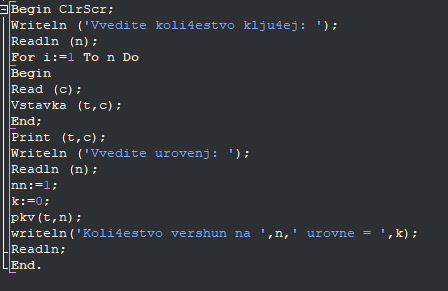 Begin ClrScr;
Writeln ('Vvedite koli4estvo klju4ej: ');
Readln (n);
For i:=1 To n Do
Begin
Read (c);
Vstavka (t,c);
End;
Print (t,c);
Writeln ('Vvedite urovenj: ');
Readln (n);
nn:=1;
k:=0;
pkv(t,n);
writeln('Koli4estvo vershun na ',n,' urovne = ',k);
Readln;
End.